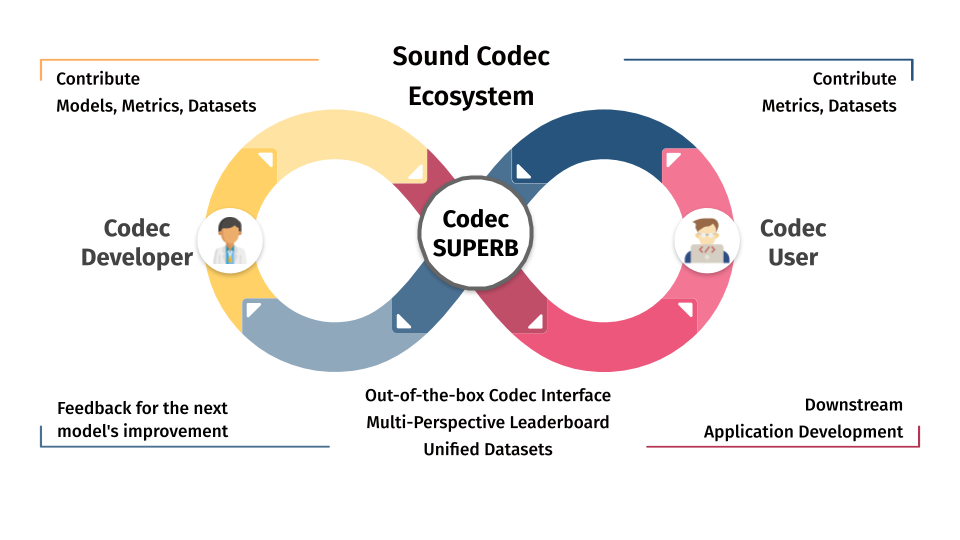 Sound Codec
Ecosystem
Contribute
Models, Metrics, Datasets
Contribute
Metrics, Datasets
Codec
Developer
Codec
SUPERB
Codec
User
Feedback for the next
model's improvement
Out-of-the-box Codec Interface
Multi-Perspective Leaderboard
Unified Datasets
Downstream
Application Development